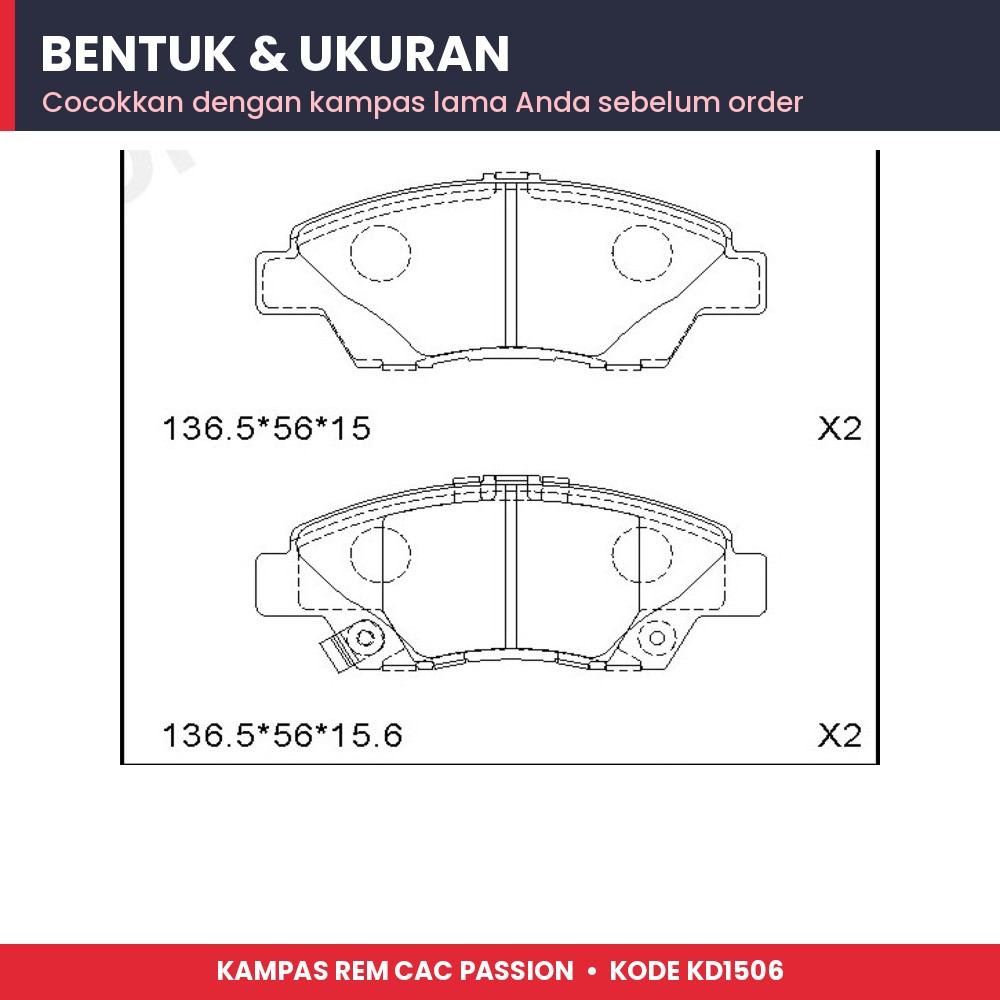 BENTUK & UKURAN
Cocokkan dengan kampas lama Anda sebelum order
136.5*56*15 X2
136.5*56*15.6 X2
KAMPAS REM CAC PASSION • KODE KD1506